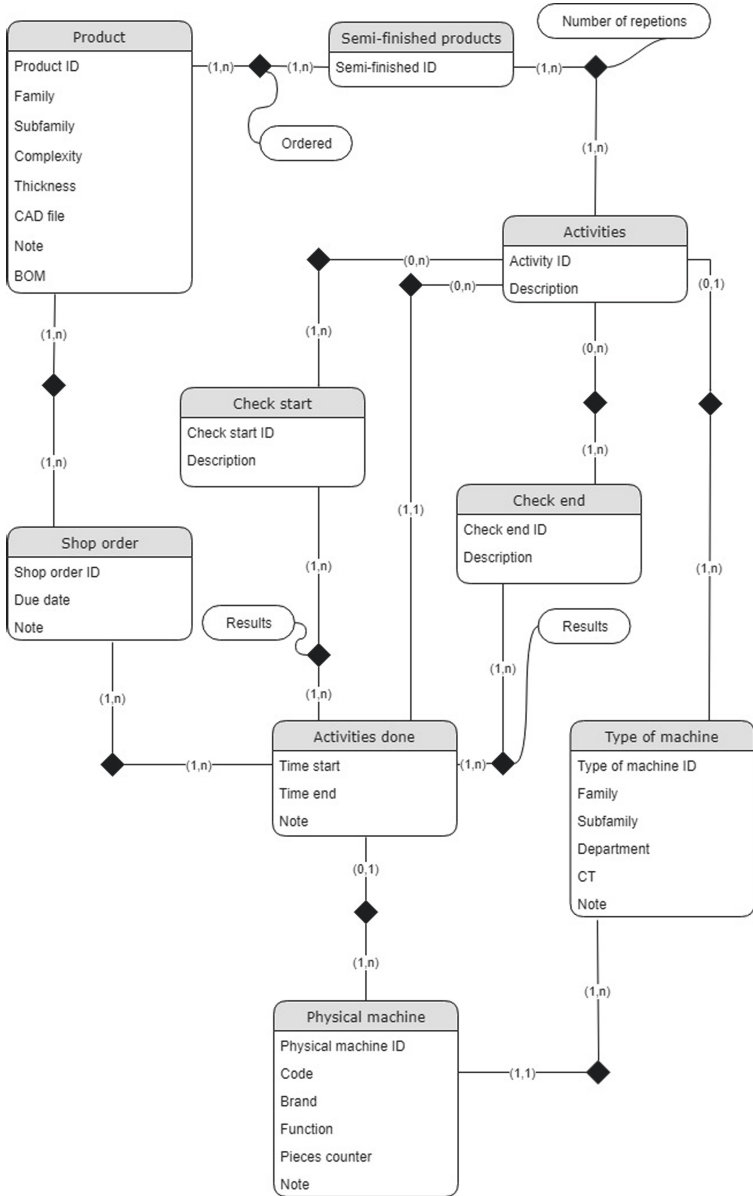 Product
Product ID
Family
Subfamily
Complexity
Thickness
CAD file
Note
BOM
(1,n)
(1,n)
Ordered
Semi-finished products
Semi-finished ID
Number of repetions
(1,n)
(1,n)
Activities
Activity ID
Description
(0,n)
(0,n)
(0,1)
(1,n)
(1,n)
(0,n)
Check start
Check start ID
Description
(1,n)
(1,n)
(1,n)
Check end
Check end ID
Description
(1,1)
Shop order
Shop order ID
Due date
Note
(1,n)
(1,n)
Results
Results
(1,n)
(1,n)
(1,n)
(1,n)
(1,n)
Activities done
Time start
Time end
Note
Type of machine
Type of machine ID
Family
Subfamily
Department
CT
Note
(0,1)
(1,n)
(1,n)
Physical machine
Physical machine ID
Code
Brand
Function
Pieces counter
Note
(1,1)